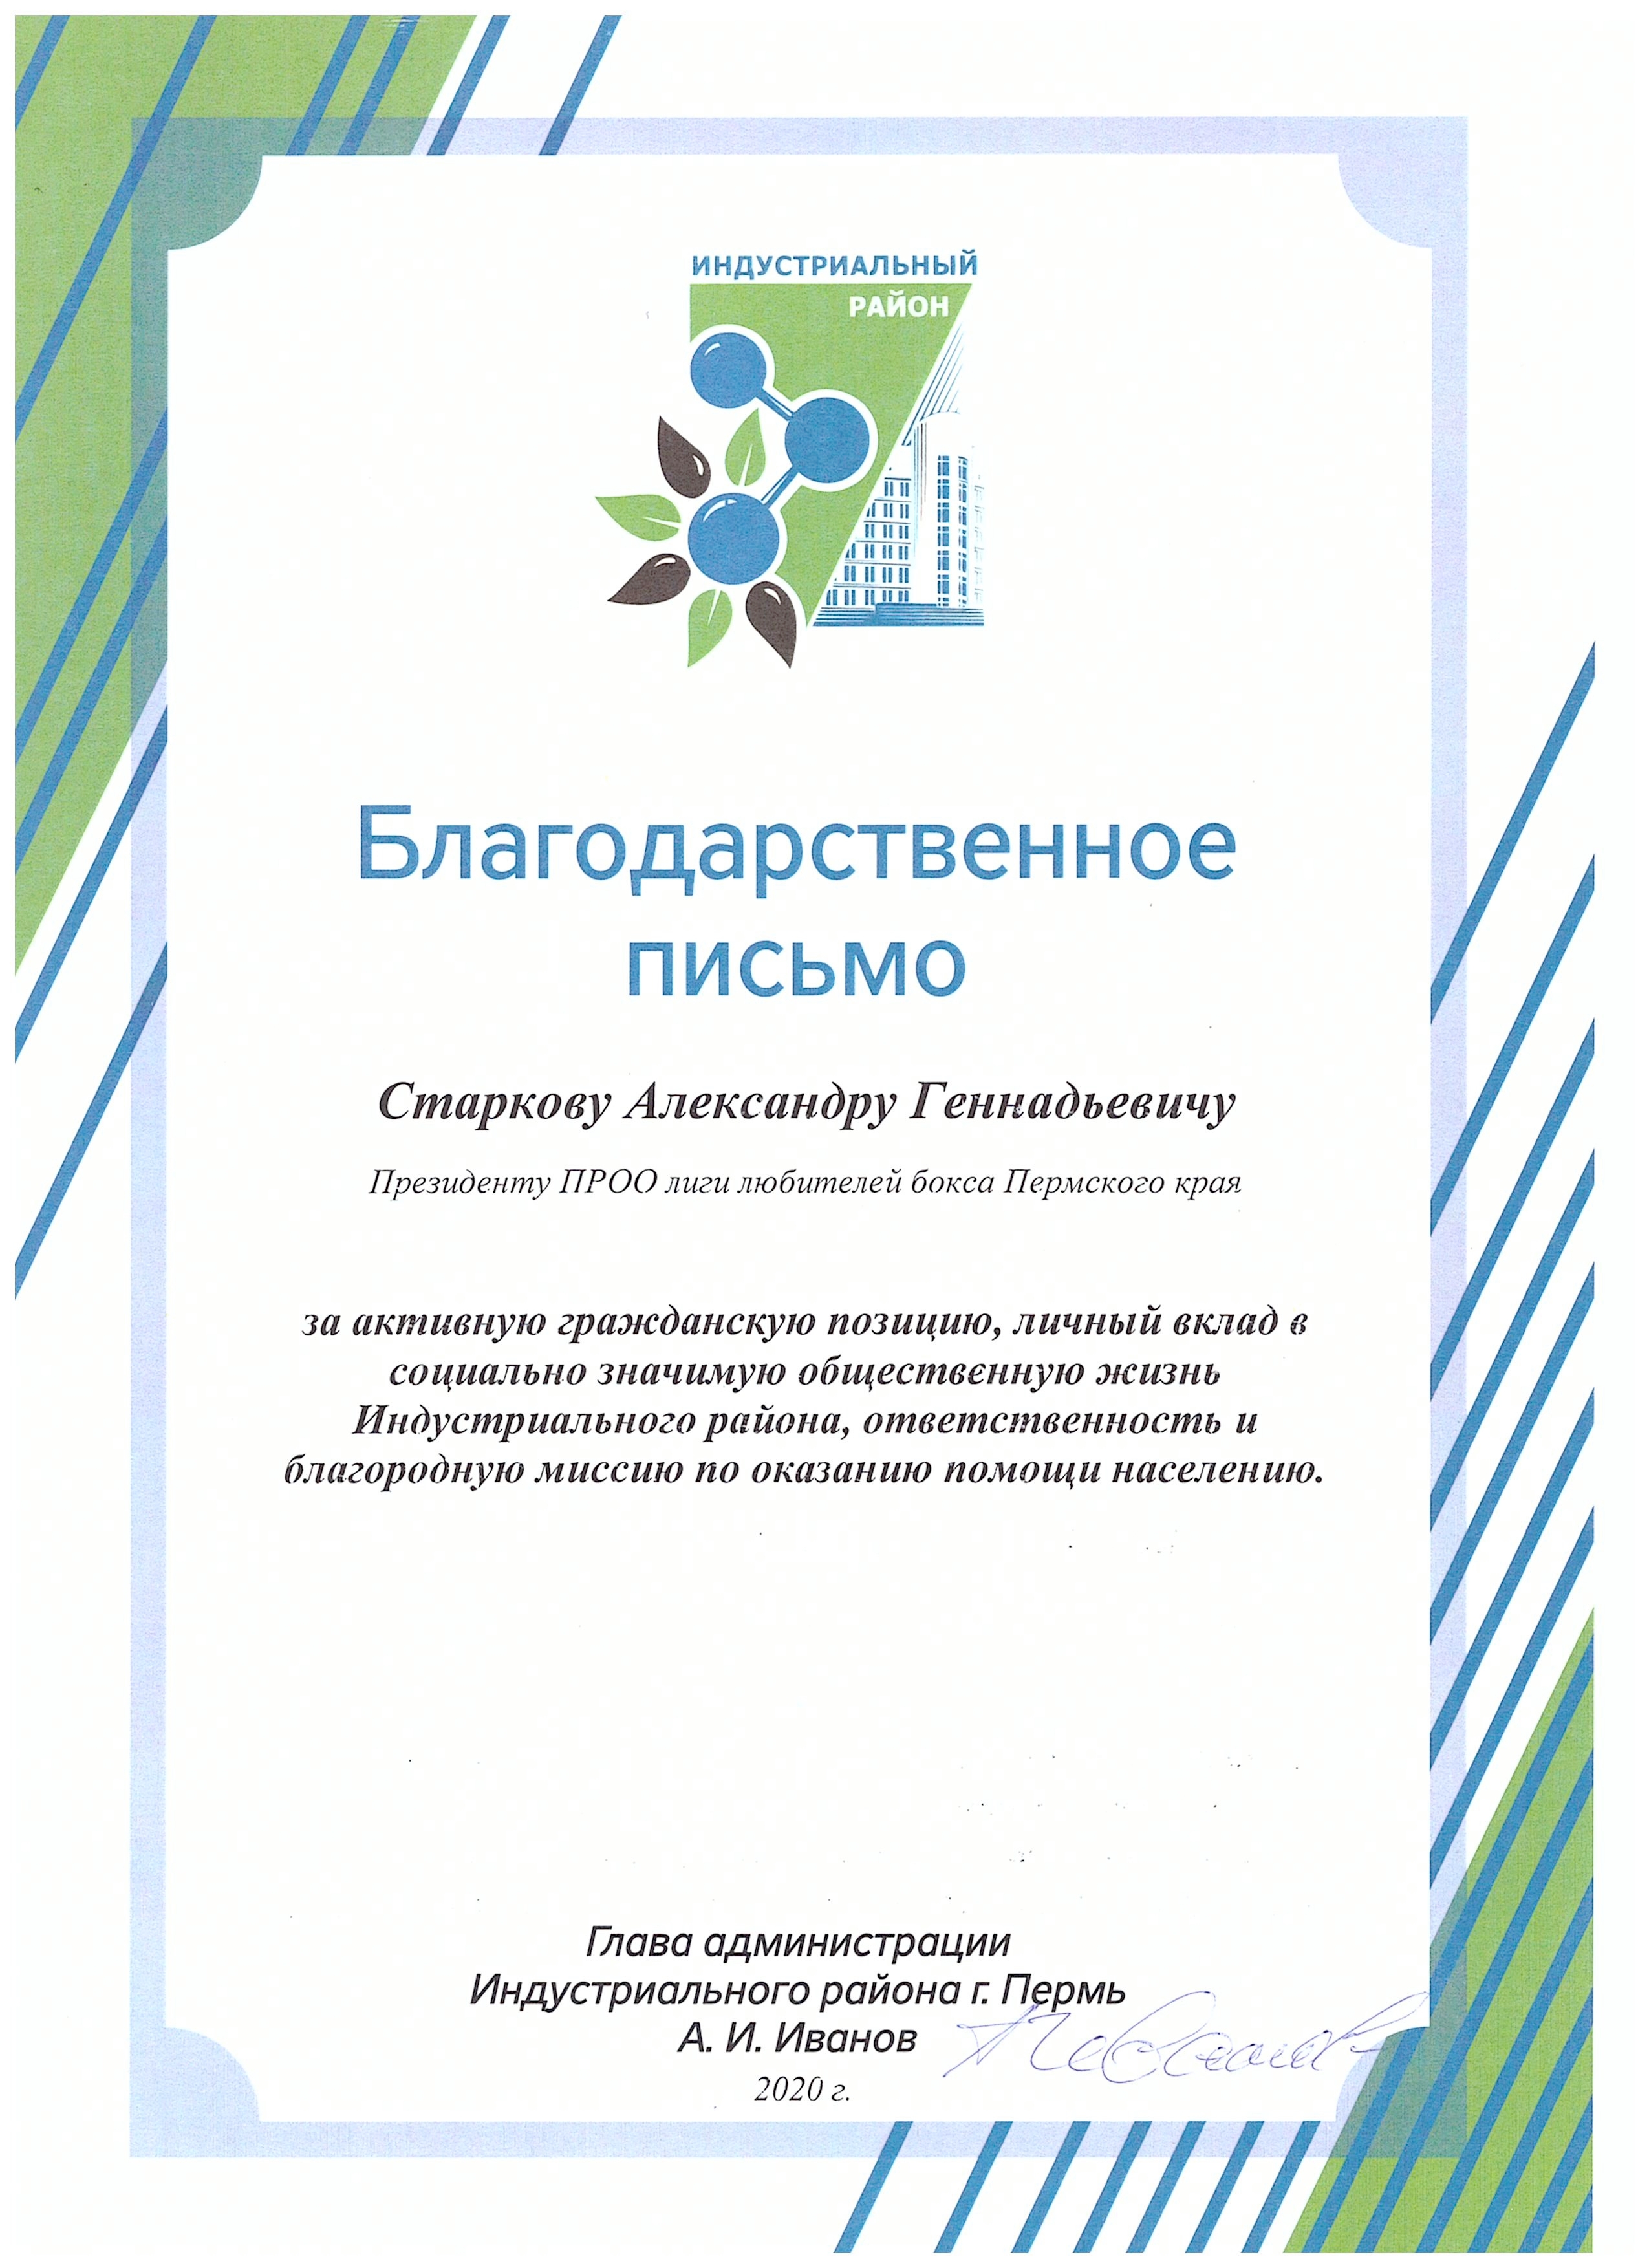 ИНДУСТРИАЛЬНЫЙ
РАЙОН
Благодарственное
письмо
Старкову Александру Геннадьевичу
Президенту ПРОО лиги любителей бокса Пермского края
за активную гражданскую позицию, личный вклад в
социально значимую общественную жизнь
Индустриального района, ответственность и
благородную миссию по оказанию помощи населению.
Глава администрации
Индустриального района г. Пермь
А. И. Иванов
2020 г.